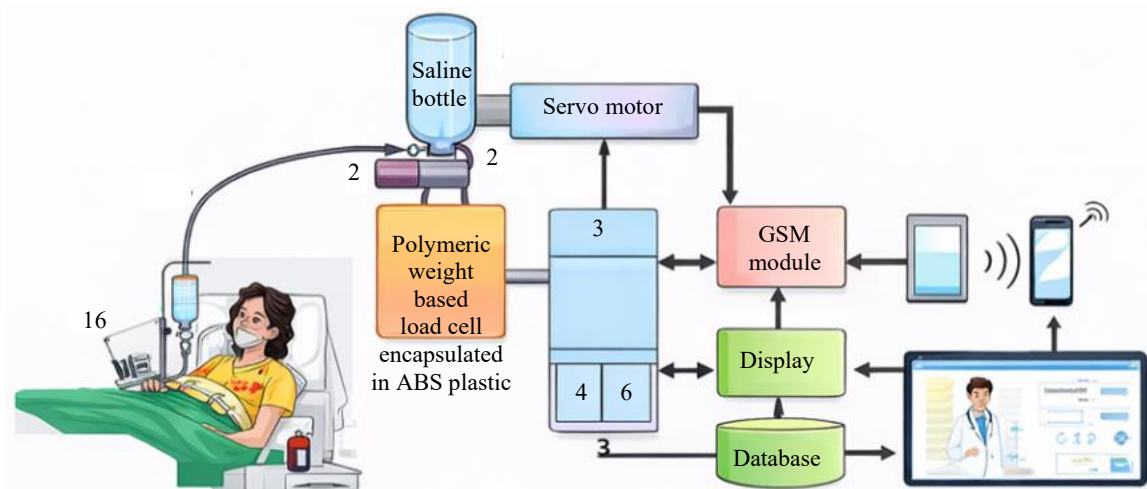 Saline
bottle
Servo motor
2
2
3
GSM
module
Polymeric
weight
based
load cell
encapsulated
in ABS plastic
16
Display
4
6
3
Database